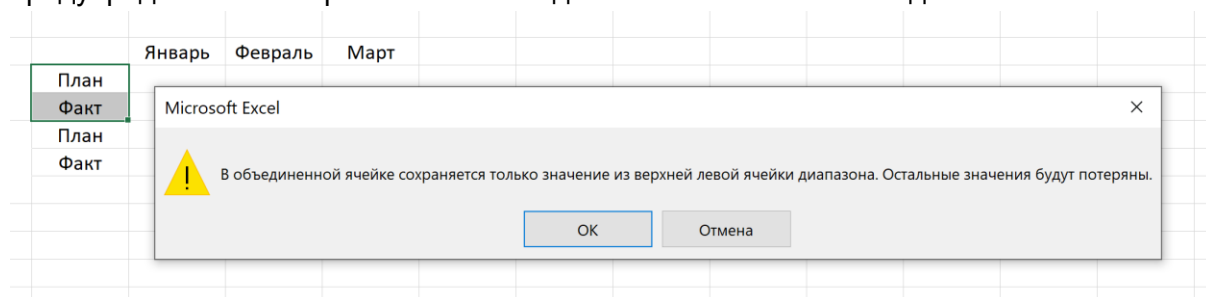 Январь Февраль Март
План
Факт
План
Факт
Microsoft Excel
В объединенной ячейке сохраняется только значение из верхней левой ячейки диапазона. Остальные значения будут потеряны.
ОК Отмена